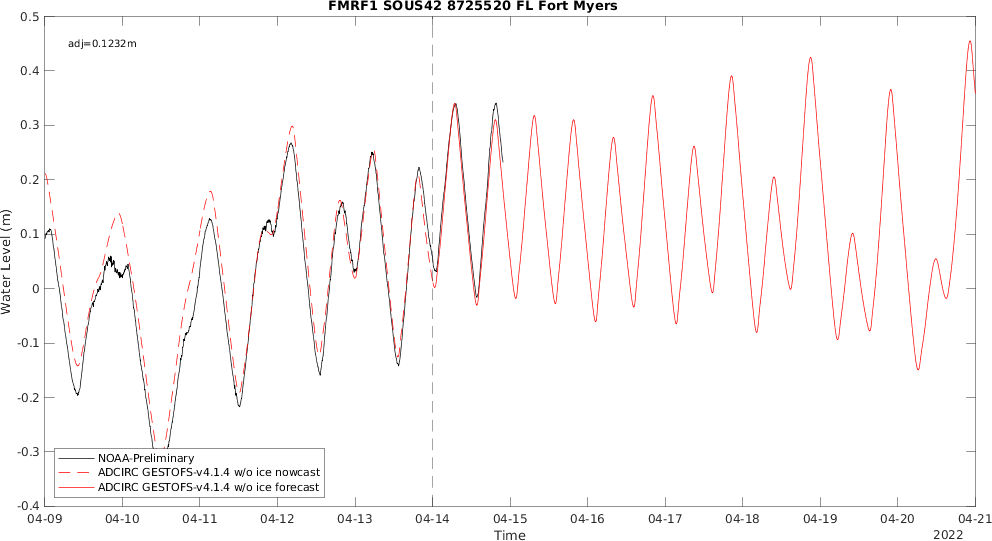 FMRF1 SOUS42 8725520 FL Fort Myers
adj=0.1232m
0.5
0.4
0.3
0.2
0.1
0
-0.1
-0.2
-0.3
-0.4
Water Level (m)
NOAA-Preliminary
ADCIRC GESTOFS-v4.1.4 w/o ice nowcast
ADCIRC GESTOFS-v4.1.4 w/o ice forecast
04-09 04-10 04-11 04-12 04-13 04-14 04-15 04-16 04-17 04-18 04-19 04-20 04-21
Time
2022